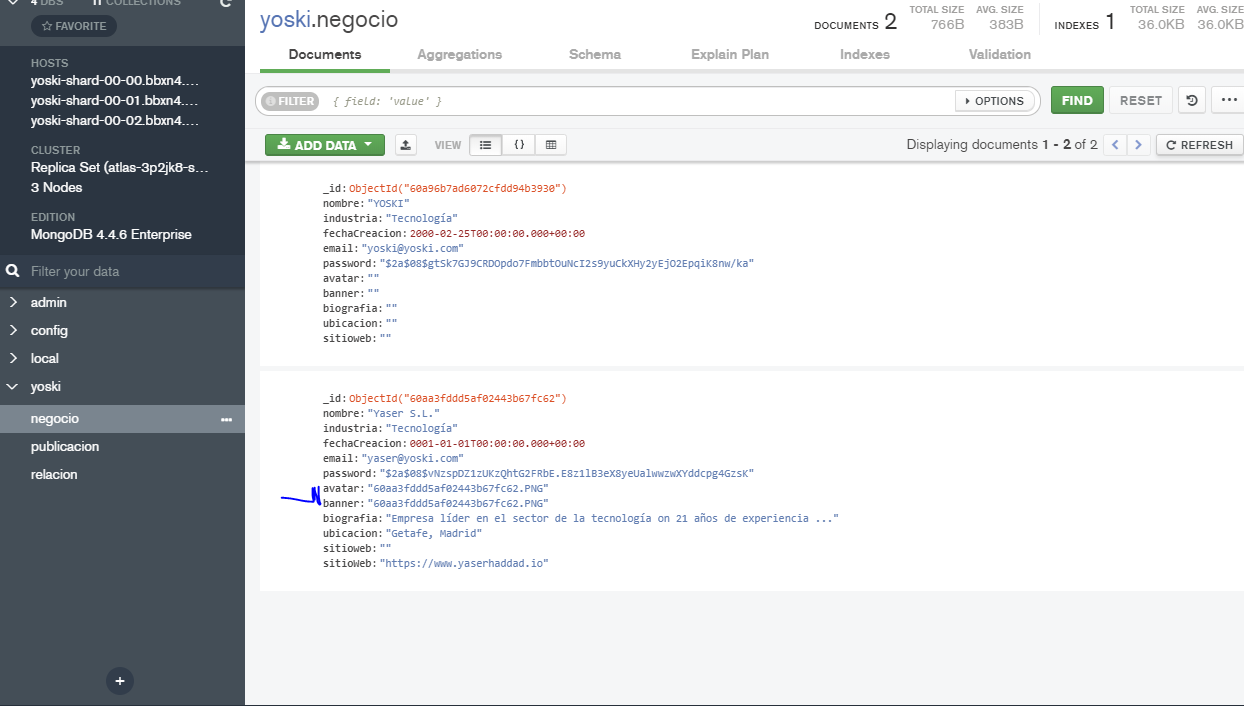 4 DBS 11 COLLECTIONS
FAVORITE
HOSTS
yoski-shard-00-00.bbxn4....
yoski-shard-00-01.bbxn4....
yoski-shard-00-02.bbxn4....
CLUSTER
Replica Set (atlas-3p2jk8-s...
3 Nodes
EDITION
MongoDB 4.4.6 Enterprise
Filter your data
admin
config
local
yoski
negocio
publicacion
relacion
yoski.negocio
DOCUMENTS 2 TOTAL SIZE 766B AVG. SIZE 383B INDEXES 1 TOTAL SIZE 36.0KB AVG. SIZE 36.0KB
Documents Aggregations Schema Explain Plan Indexes Validation
FILTER { field: 'value' } OPTIONS FIND RESET ...
ADD DATA VIEW {} Displaying documents 1 - 2 of 2 < > REFRESH
_id: ObjectId("60a96b7ad6072cfdd94b3930")
nombre: "YOSKI"
industria: "Tecnología"
fechaCreacion: 2000-02-25T00:00:00.000+00:00
email: "yoski@yoski.com"
password: "$2a$08$gtSk7GJ9CRDOpdo7FmbbtOuNcI2s9yuCkXHy2yEjO2EpqiK8nw/ka"
avatar: ""
banner: ""
biografia: ""
ubicacion: ""
sitioweb: ""
_id: ObjectId("60aa3fddd5af02443b67fc62")
nombre: "Yaser S.L."
industria: "Tecnología"
fechaCreacion: 0001-01-01T00:00:00.000+00:00
email: "yaser@yoski.com"
password: "$2a$08$vNzspDZ1zUKzQhtG2FRbE.E8z1lB3eX8yeUalwwzwXYddcpg4GzsK"
avatar: "60aa3fddd5af02443b67fc62.PNG"
banner: "60aa3fddd5af02443b67fc62.PNG"
biografia: "Empresa líder en el sector de la tecnología on 21 años de experiencia ..."
ubicacion: "Getafe, Madrid"
sitioweb: ""
sitioWeb: "https://www.yaserhaddad.io"